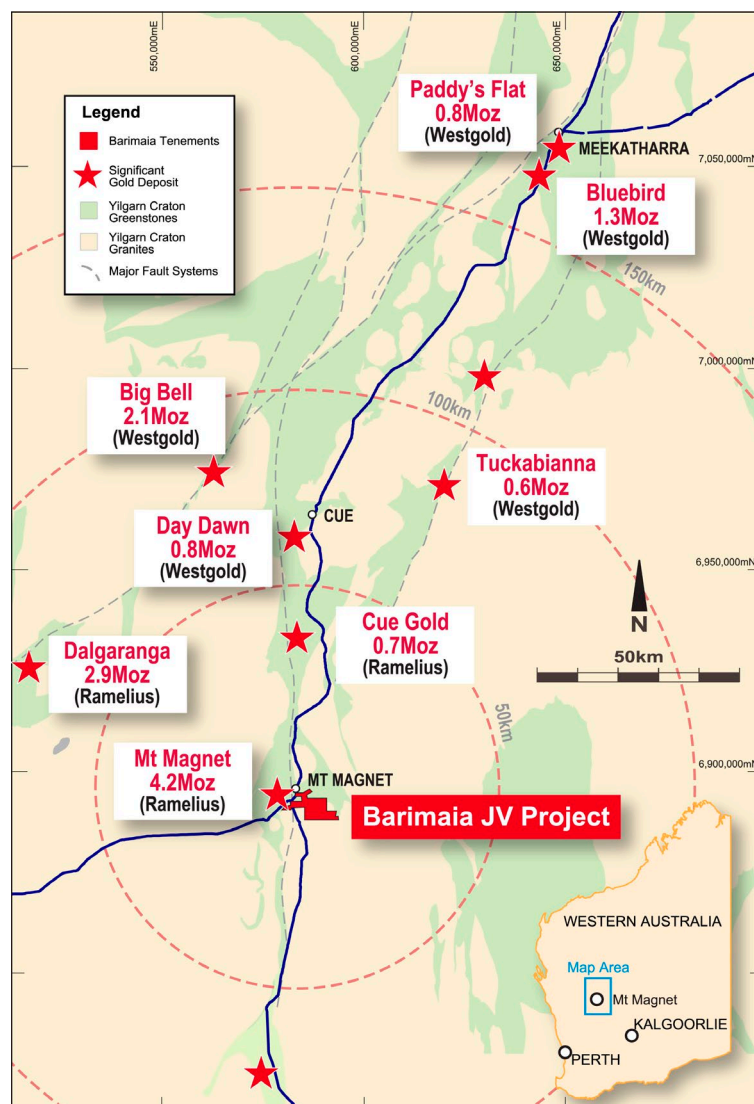 550,000mE
600,000mE
650,000mE
Legend
Barimaia Tenements
Significant
Gold Deposit
Yilgarn Craton
Greenstones
Yilgarn Craton
Granites
Major Fault Systems
Paddy's Flat
0.8Moz
(Westgold)
MEEKATHARRA
7,050,000mN
Bluebird
1.3Moz
(Westgold)
150km
7,000,000mN
Big Bell
2.1Moz
(Westgold)
100km
Tuckabianna
0.6Moz
(Westgold)
CUE
Day Dawn
0.8Moz
(Westgold)
6,950,000mN
N
50km
Cue Gold
0.7Moz
(Ramelius)
Dalgaranga
2.9Moz
(Ramelius)
50km
Mt Magnet
4.2Moz
(Ramelius)
MT MAGNET
6,900,000mN
Barimaia JV Project
WESTERN AUSTRALIA
Map Area
Mt Magnet
KALGOORLIE
PERTH